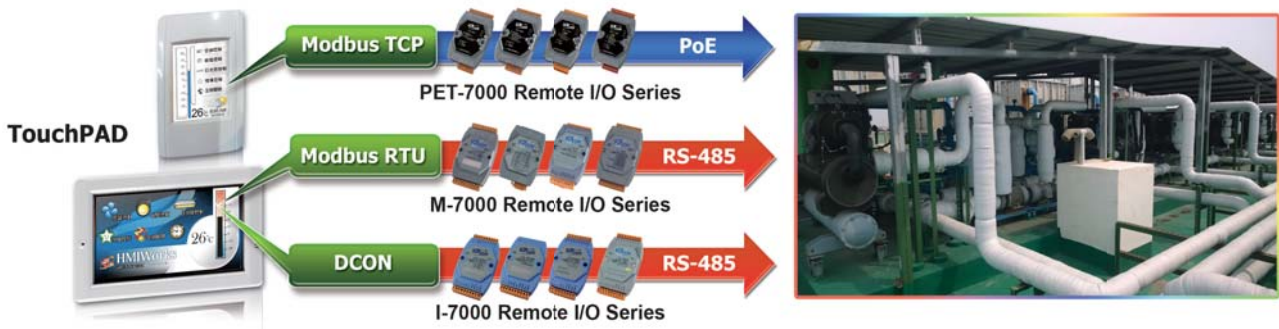 TouchPAD
26°C
Modbus TCP
PoE
PET-7000 Remote I/O Series
Modbus RTU
RS-485
M-7000 Remote I/O Series
26°C
HMIWorks
DCON
RS-485
I-7000 Remote I/O Series